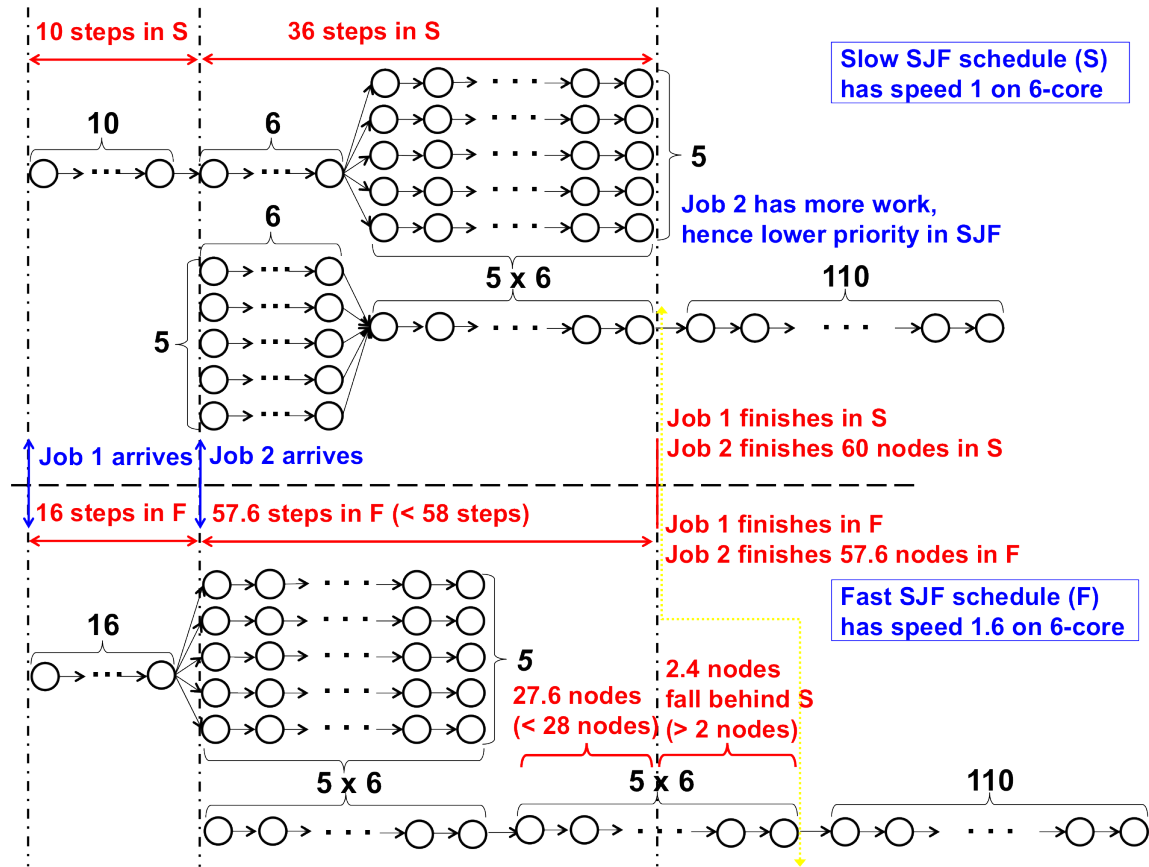 10 steps in S
36 steps in S
Slow SJF schedule (S)
has speed 1 on 6-core
10
6
5
Job 2 has more work,
hence lower priority in SJF
6
5 x 6
110
5
Job 1 finishes in S
Job 2 finishes 60 nodes in S
Job 1 arrives
Job 2 arrives
16 steps in F
57.6 steps in F (< 58 steps)
Job 1 finishes in F
Job 2 finishes 57.6 nodes in F
Fast SJF schedule (F)
has speed 1.6 on 6-core
16
5
27.6 nodes
(< 28 nodes)
2.4 nodes
fall behind S
(> 2 nodes)
5 x 6
5 x 6
110